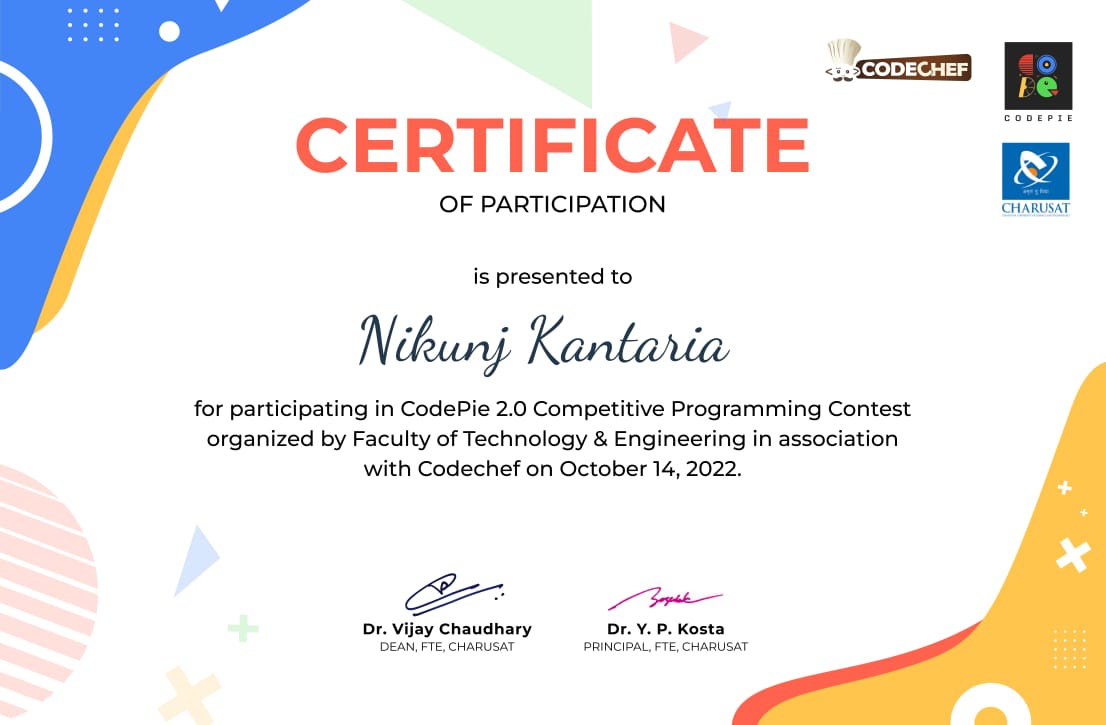 CODECHEF
CODEPIE
CHARUSAT
CERTIFICATE
OF PARTICIPATION
is presented to
Nikunj Kantaria
for participating in CodePie 2.0 Competitive Programming Contest
organized by Faculty of Technology & Engineering in association
with Codechef on October 14, 2022.
Dr. Vijay Chaudhary
DEAN, FTE, CHARUSAT
Dr. Y. P. Kosta
PRINCIPAL, FTE, CHARUSAT